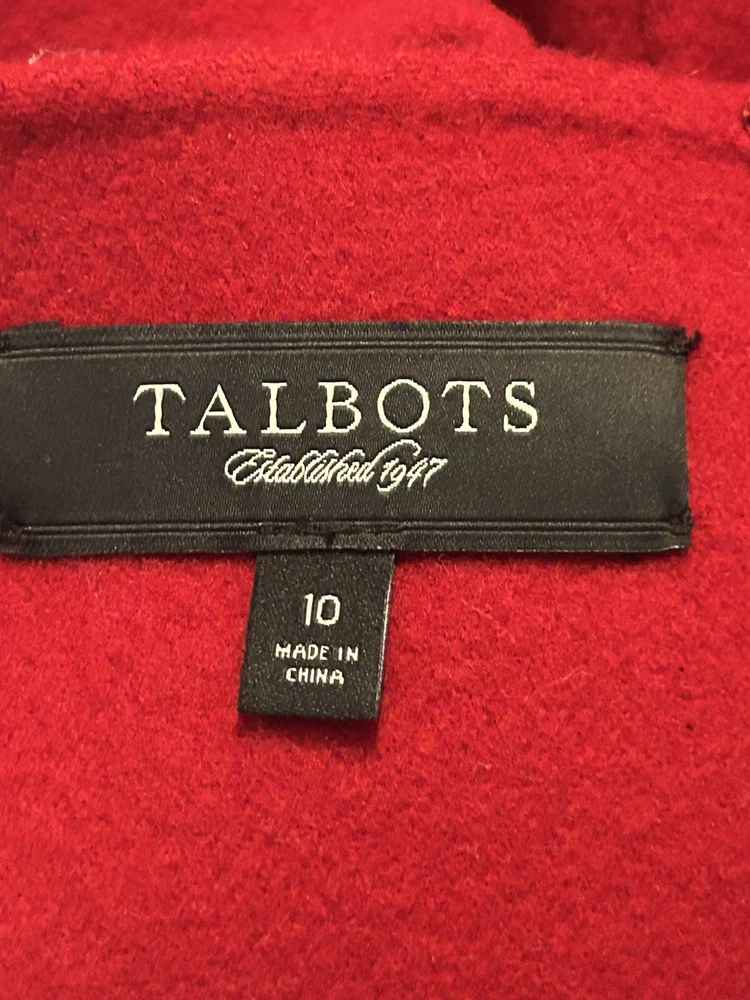 TALBOTS
Established 1947
10
MADE IN
CHINA